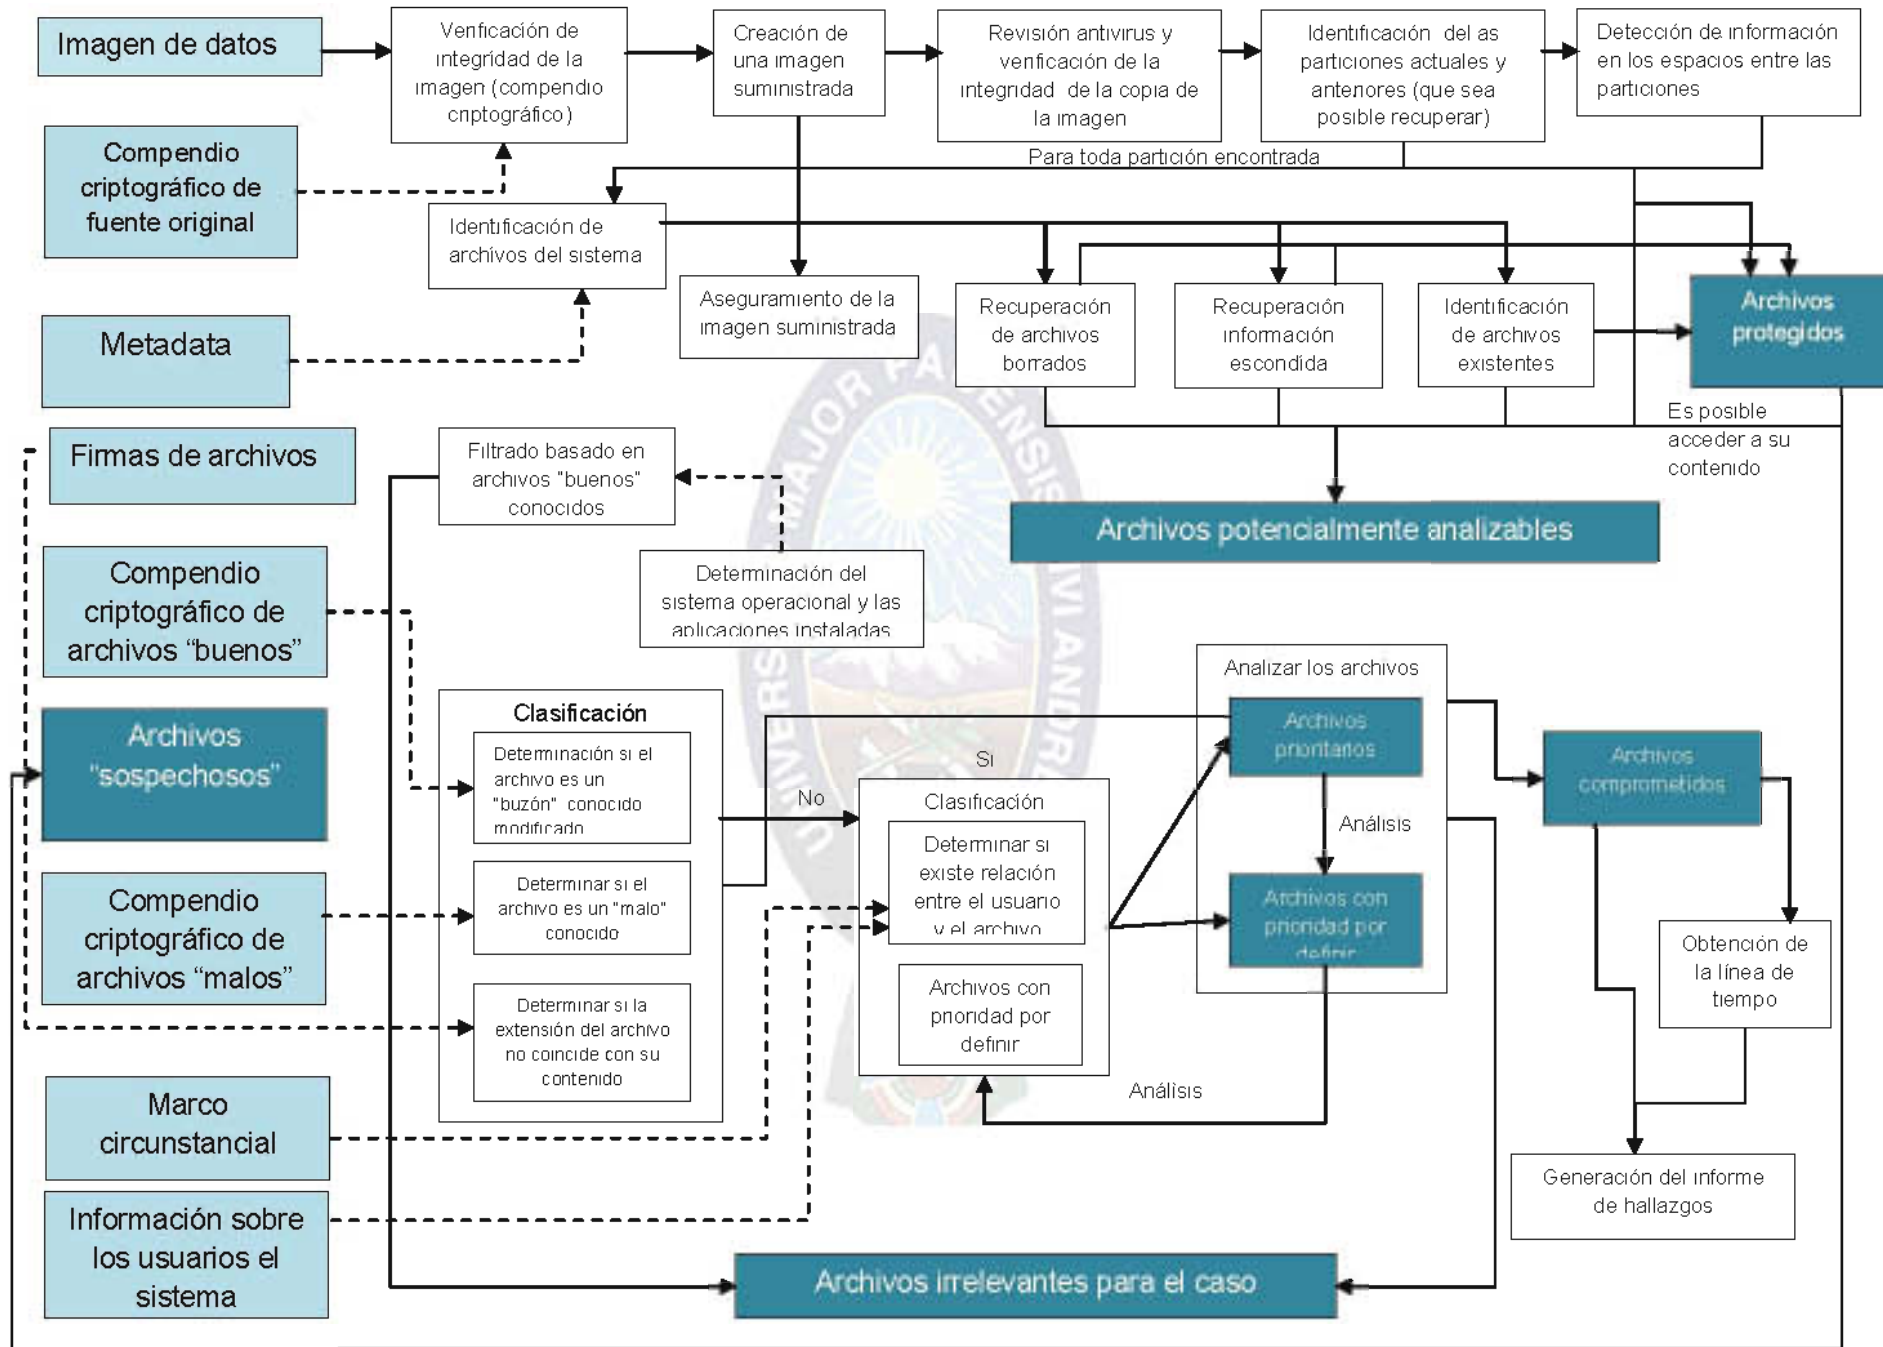 Imagen de datos
Verificación de
integridad de la
imagen (compendio
criptográfico)
Creación de
una imagen
suministrada
Revisión antivirus y
verificación de la
integridad de la copia de
la imagen
Identificación del as
particiones actuales y
anteriores (que sea
posible recuperar)
Detección de información
en los espacios entre las
particiones
Compendio
criptográfico de
fuente original
Para toda partición encontrada
Identificación de
archivos del sistema
Aseguramiento de la
imagen suministrada
Recuperación
de archivos
borrados
Recuperación
información
escondida
Identificación
de archivos
existentes
Archivos
protegidos
Metadata
Es posible
acceder a su
contenido
Firmas de archivos
Filtrado basado en
archivos "buenos"
conocidos
Archivos potencialmente analizables
Determinación del
sistema operacional y las
aplicaciones instaladas
Compendio
criptográfico de
archivos "buenos"
Archivos
"sospechosos"
Clasificación
Determinación si el
archivo es un
"buzón" conocido
modificado
Determinar si el
archivo es un "malo"
conocido
Determinar si la
extensión del archivo
no coincide con su
contenido
No
Si
Clasificación
Determinar si
existe relación
entre el usuario
y el archivo
Archivos con
prioridad por
definir
Analizar los archivos
Archivos
prioritarios
Análisis
Archivos con
prioridad por
definir
Análisis
Archivos
comprometidos
Obtención de
la línea de
tiempo
Generación del informe
de hallazgos
Compendio
criptográfico de
archivos "malos"
Marco
circunstancial
Información sobre
los usuarios el
sistema
Archivos irrelevantes para el caso